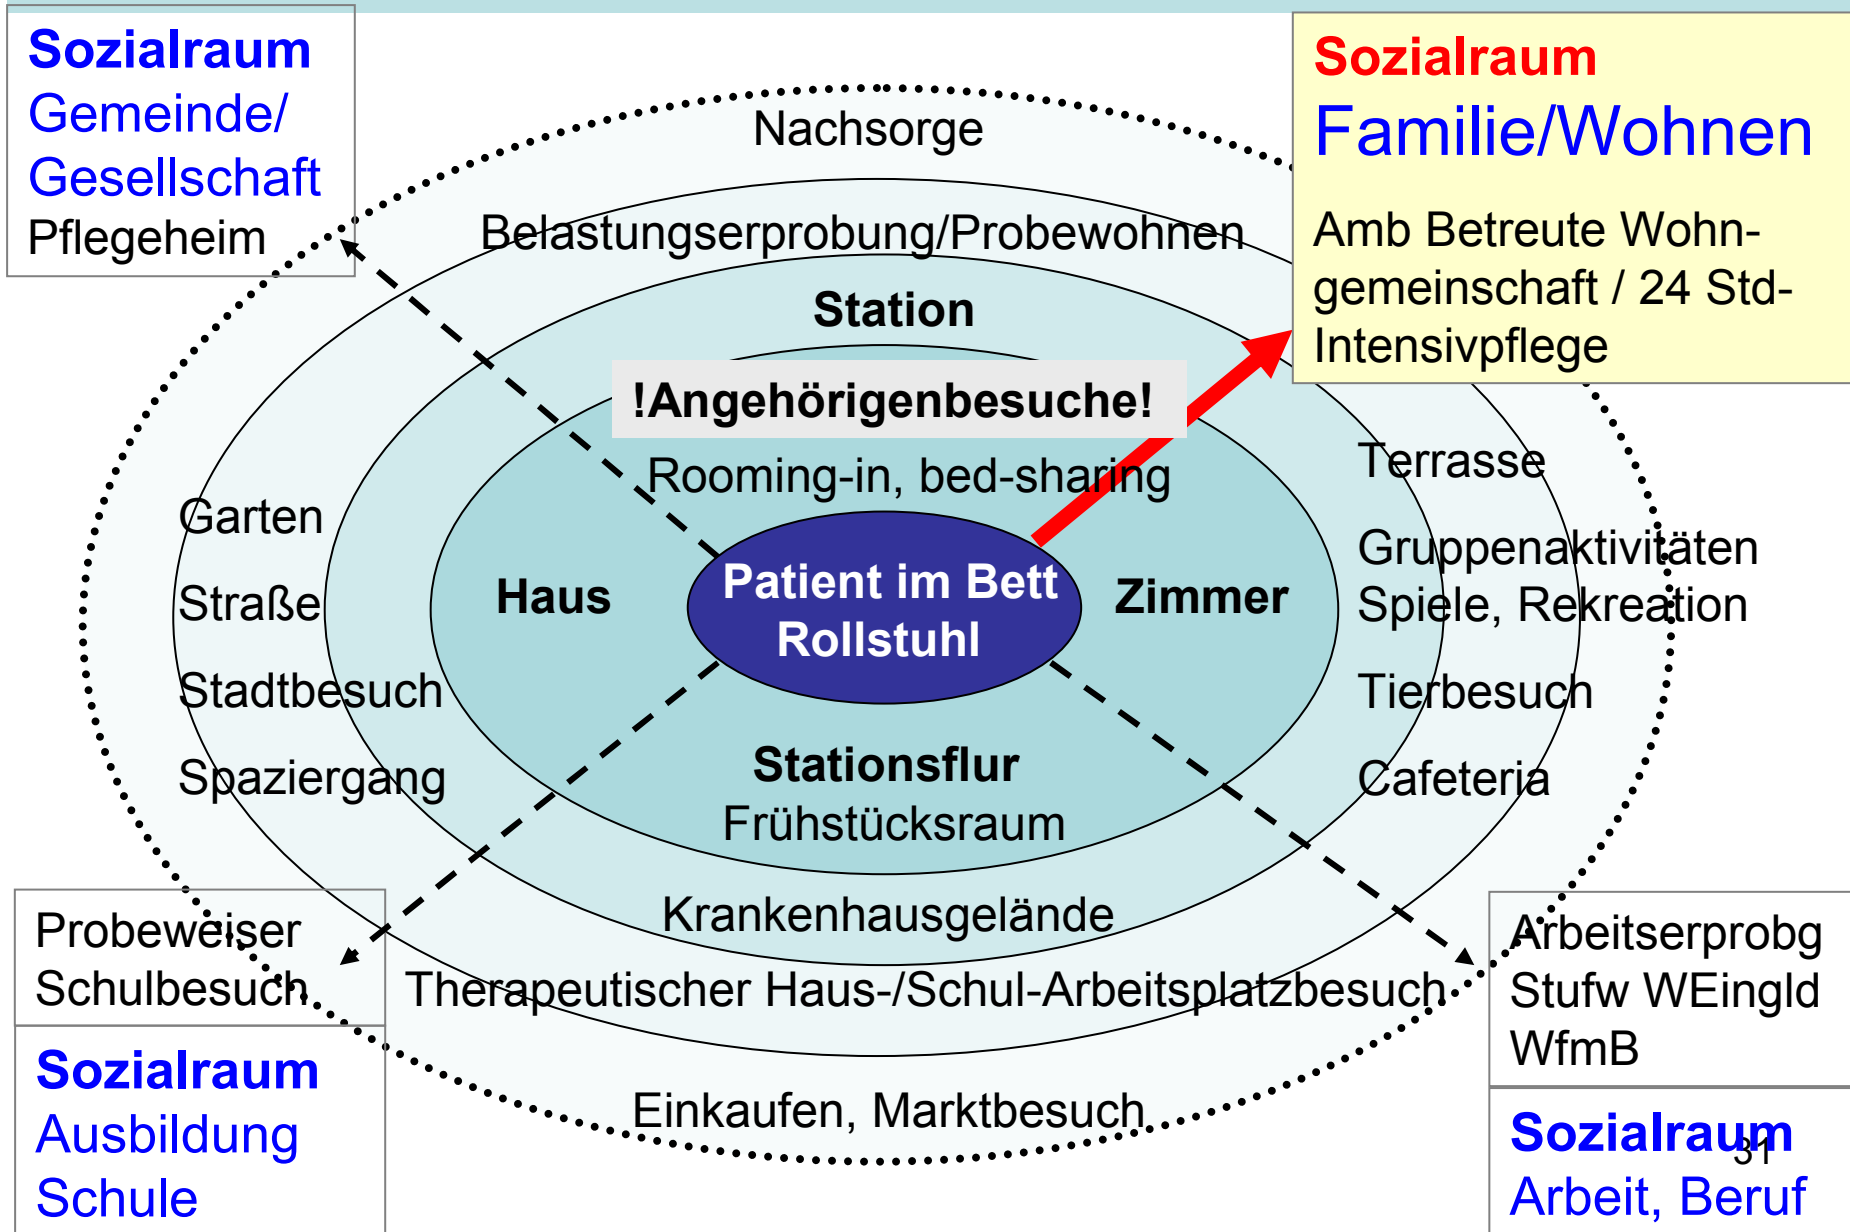 Sozialraum
Gemeinde/
Gesellschaft
Pflegeheim
Sozialraum
Familie/Wohnen
Amb Betreute Wohn-
gemeinschaft / 24 Std-
Intensivpflege
Nachsorge
Belastungserprobung/Probewohnen
Station
!Angehörigenbesuche!
Rooming-in, bed-sharing
Garten
Straße
Stadtbesuch
Spaziergang
Haus
Patient im Bett
Rollstuhl
Zimmer
Terrasse
Gruppenaktivitäten
Spiele, Rekreation
Tierbesuch
Cafeteria
Stationsflur
Frühstücksraum
Krankenhausgelände
Therapeutischer Haus-/Schul-Arbeitsplatzbesuch
Einkaufen, Marktbesuch
Probeweiser
Schulbesuch
Sozialraum
Ausbildung
Schule
Arbeitserprobg
Stufw WEingld
WfmB
Sozialraum
31
Arbeit, Beruf